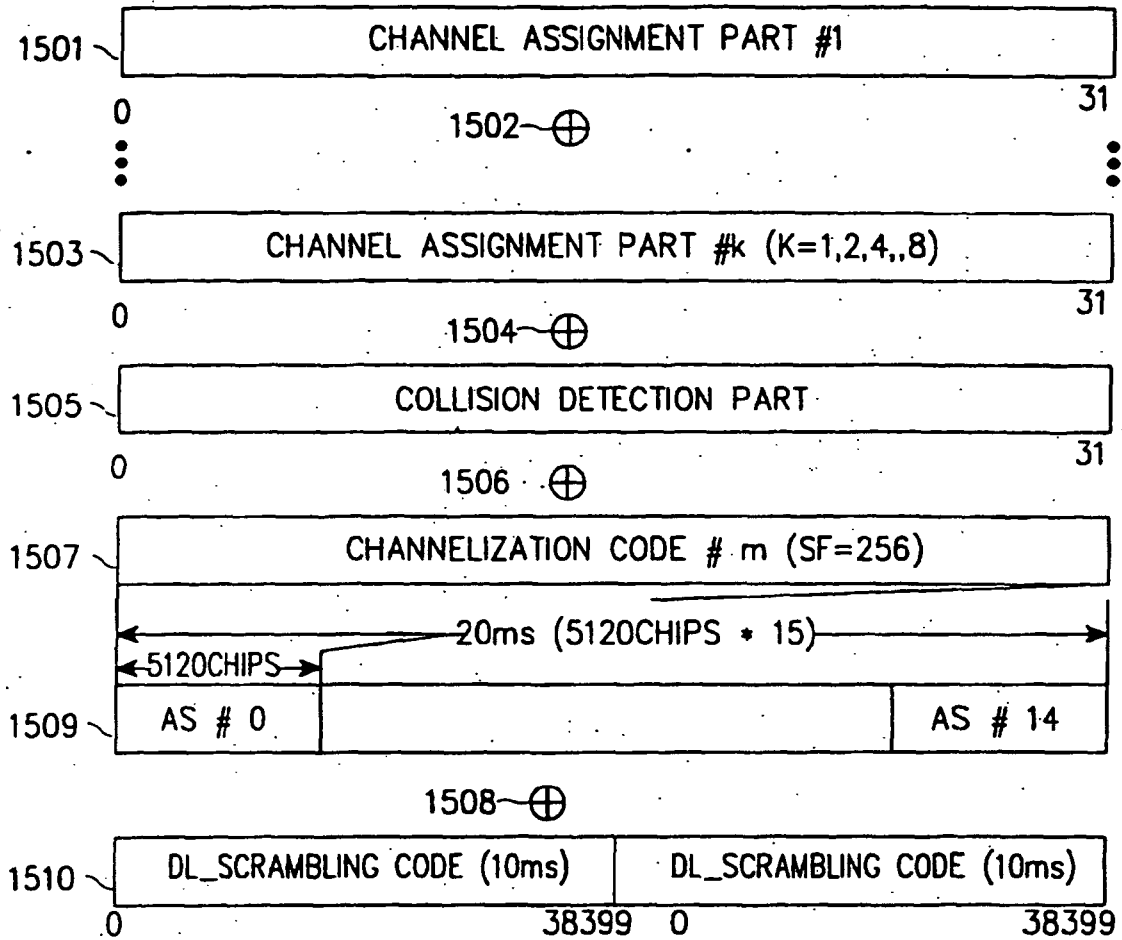 1501 CHANNEL ASSIGNMENT PART #1
0 31
1502
1503 CHANNEL ASSIGNMENT PART #k (K=1,2,4,,8)
0 31
1504
1505 COLLISION DETECTION PART
0 31
1506
1507 CHANNELIZATION CODE # m (SF=256)
20ms (5120CHIPS * 15)
5120CHIPS
1509 AS # 0 AS # 14
1508
1510 DL_SCRAMBLING CODE (10ms) DL_SCRAMBLING CODE (10ms)
0 38399 0 38399